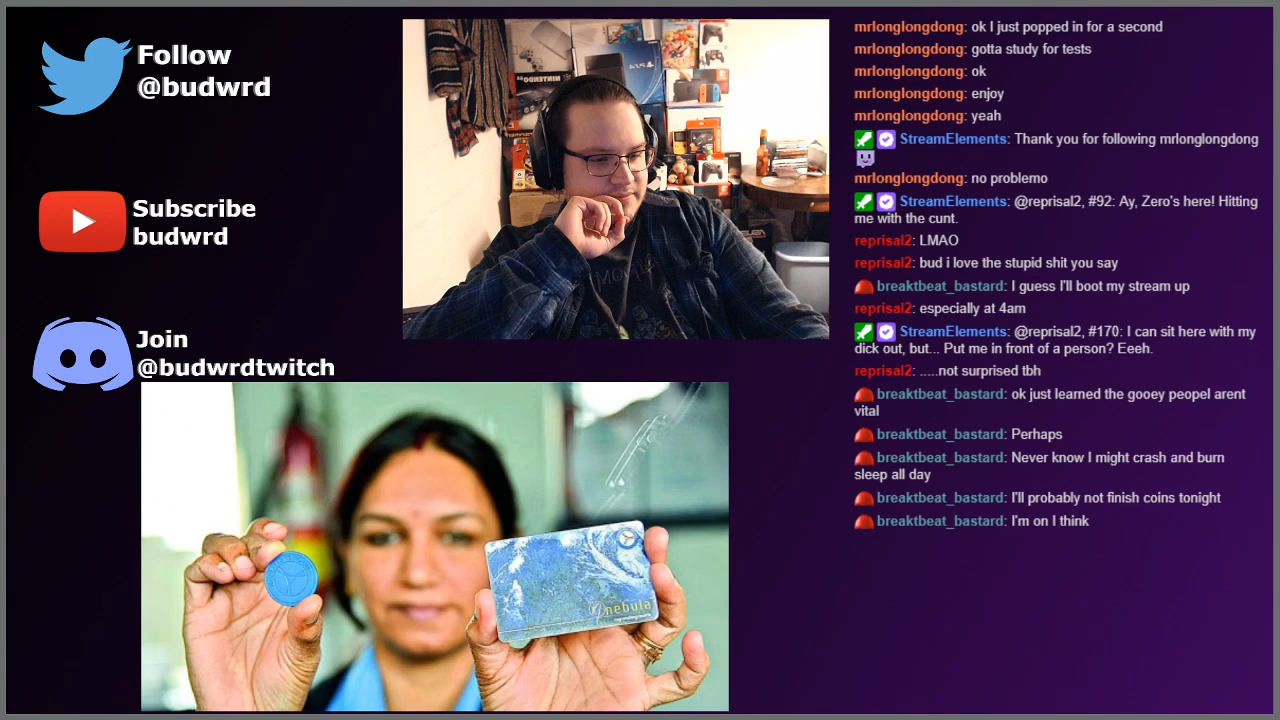 Follow
@budwrd
Subscribe
budwrd
Join
@budwrdtwitch
nebula
mrlonglongdong: ok I just popped in for a second
mrlonglongdong: gotta study for tests
mrlonglongdong: ok
mrlonglongdong: enjoy
mrlonglongdong: yeah
StreamElements: Thank you for following mrlonglongdong
mrlonglongdong: no problemo
StreamElements: @reprisal2, #92: Ay, Zero's here! Hitting
me with the cunt.
reprisal2: LMAO
reprisal2: bud i love the stupid shit you say
breaktbeat_bastard: I guess I'll boot my stream up
reprisal2: especially at 4am
StreamElements: @reprisal2, #170: I can sit here with my
dick out, but... Put me in front of a person? Eeeh.
reprisal2: .....not surprised tbh
breaktbeat_bastard: ok just learned the gooey peopel arent
vital
breaktbeat_bastard: Perhaps
breaktbeat_bastard: Never know I might crash and burn
sleep all day
breaktbeat_bastard: I'll probably not finish coins tonight
breaktbeat_bastard: I'm on I think